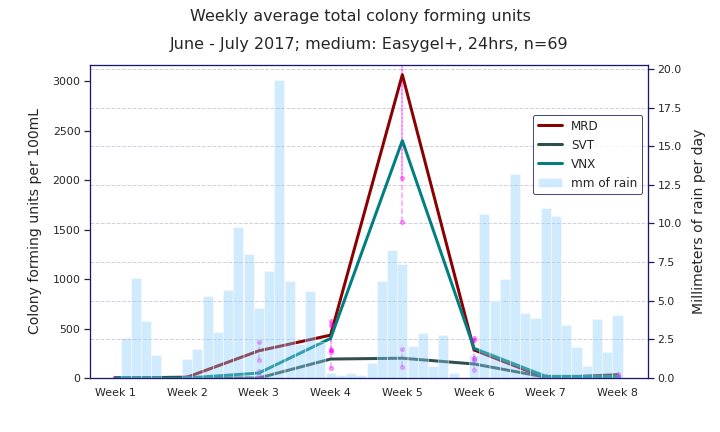 Weekly average total colony forming units
June - July 2017; medium: Easygel+, 24hrs, n=69
Colony forming units per 100mL
3000
2500
2000
1500
1000
500
0
20.0
17.5
15.0
12.5
10.0
7.5
5.0
2.5
0.0
Millimeters of rain per day
MRD
SVT
VNX
mm of rain
Week 1 Week 2 Week 3 Week 4 Week 5 Week 6 Week 7 Week 8